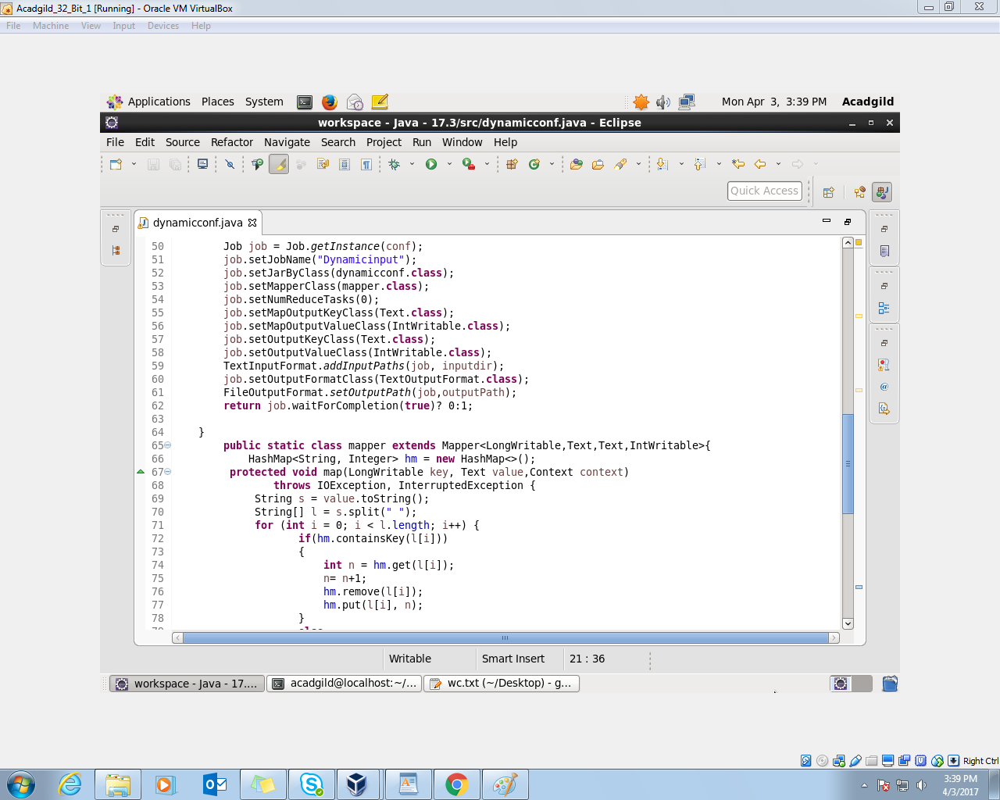 Acadgild_32_Bit_1 [Running] - Oracle VM VirtualBox
File Machine View Input Devices Help
Applications Places System Mon Apr 3, 3:39 PM Acadgild
workspace - Java - 17.3/src/dynamicconf.java - Eclipse
File Edit Source Refactor Navigate Search Project Run Window Help
Quick Access
dynamicconf.java
50 Job job = Job.getInstance(conf);
51 job.setJobName("Dynamicinput");
52 job.setJarByClass(dynamicconf.class);
53 job.setMapperClass(mapper.class);
54 job.setNumReduceTasks(0);
55 job.setMapOutputKeyClass(Text.class);
56 job.setMapOutputValueClass(IntWritable.class);
57 job.setOutputKeyClass(Text.class);
58 job.setOutputValueClass(IntWritable.class);
59 TextInputFormat.addInputPaths(job, inputdir);
60 job.setOutputFormatClass(TextOutputFormat.class);
61 FileOutputFormat.setOutputPath(job,outputPath);
62 return job.waitForCompletion(true)? 0:1;
63
64 }
65 public static class mapper extends Mapper<LongWritable,Text,Text,IntWritable>{
66 HashMap<String, Integer> hm = new HashMap<>();
67 protected void map(LongWritable key, Text value,Context context)
68 throws IOException, InterruptedException {
69 String s = value.toString();
70 String[] l = s.split(" ");
71 for (int i = 0; i < l.length; i++) {
72 if(hm.containsKey(l[i]))
73 {
74 int n = hm.get(l[i]);
75 n= n+1;
76 hm.remove(l[i]);
77 hm.put(l[i], n);
78 }
79 else
Writable Smart Insert 21 : 36
workspace - Java - 17.... acadgild@localhost:~/... wc.txt (~/Desktop) - g...
Right Ctrl
3:39 PM
4/3/2017